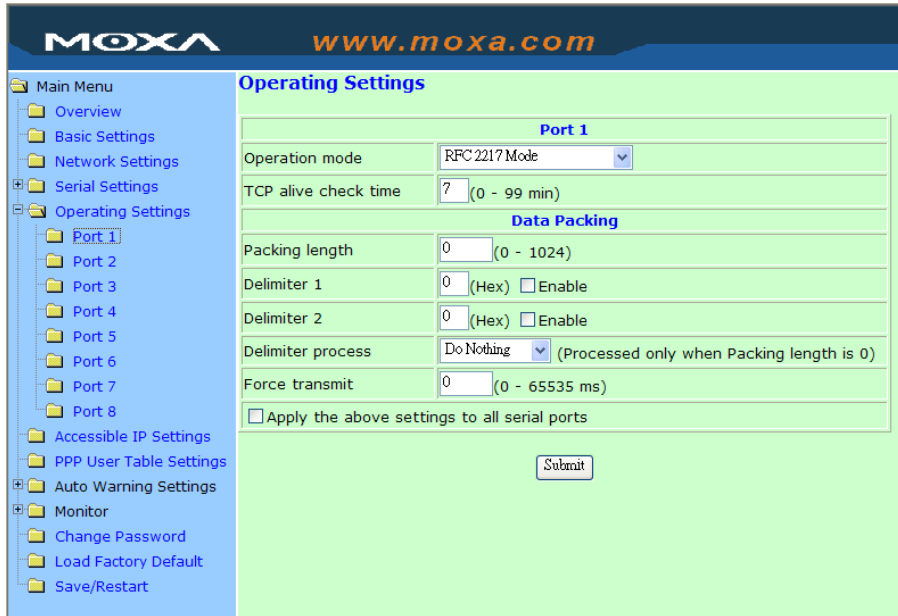 MOXA www.moxa.com
Main Menu
Overview
Basic Settings
Network Settings
Serial Settings
Operating Settings
Port 1
Port 2
Port 3
Port 4
Port 5
Port 6
Port 7
Port 8
Accessible IP Settings
PPP User Table Settings
Auto Warning Settings
Monitor
Change Password
Load Factory Default
Save/Restart
Operating Settings
Port 1
Operation mode RFC 2217 Mode
TCP alive check time 7 (0 - 99 min)
Data Packing
Packing length 0 (0 - 1024)
Delimiter 1 0 (Hex) Enable
Delimiter 2 0 (Hex) Enable
Delimiter process Do Nothing (Processed only when Packing length is 0)
Force transmit 0 (0 - 65535 ms)
Apply the above settings to all serial ports
Submit